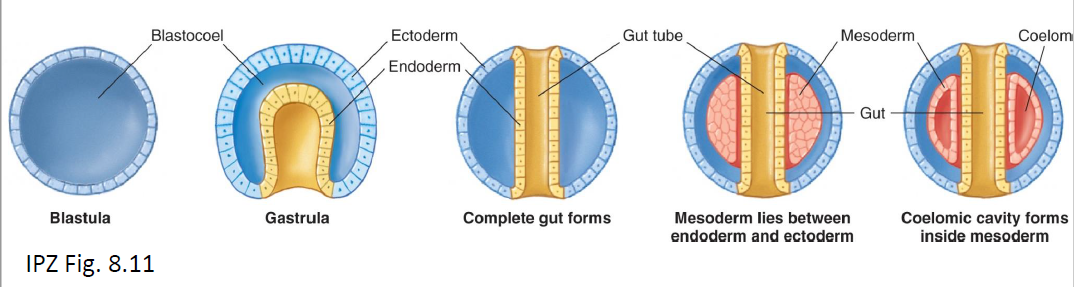 Blastocoel
Ectoderm
Endoderm
Gut tube
Mesoderm
Coelom
Gut
Blastula
Gastrula
Complete gut forms
Mesoderm lies between
endoderm and ectoderm
Coelomic cavity forms
inside mesoderm
IPZ Fig. 8.11